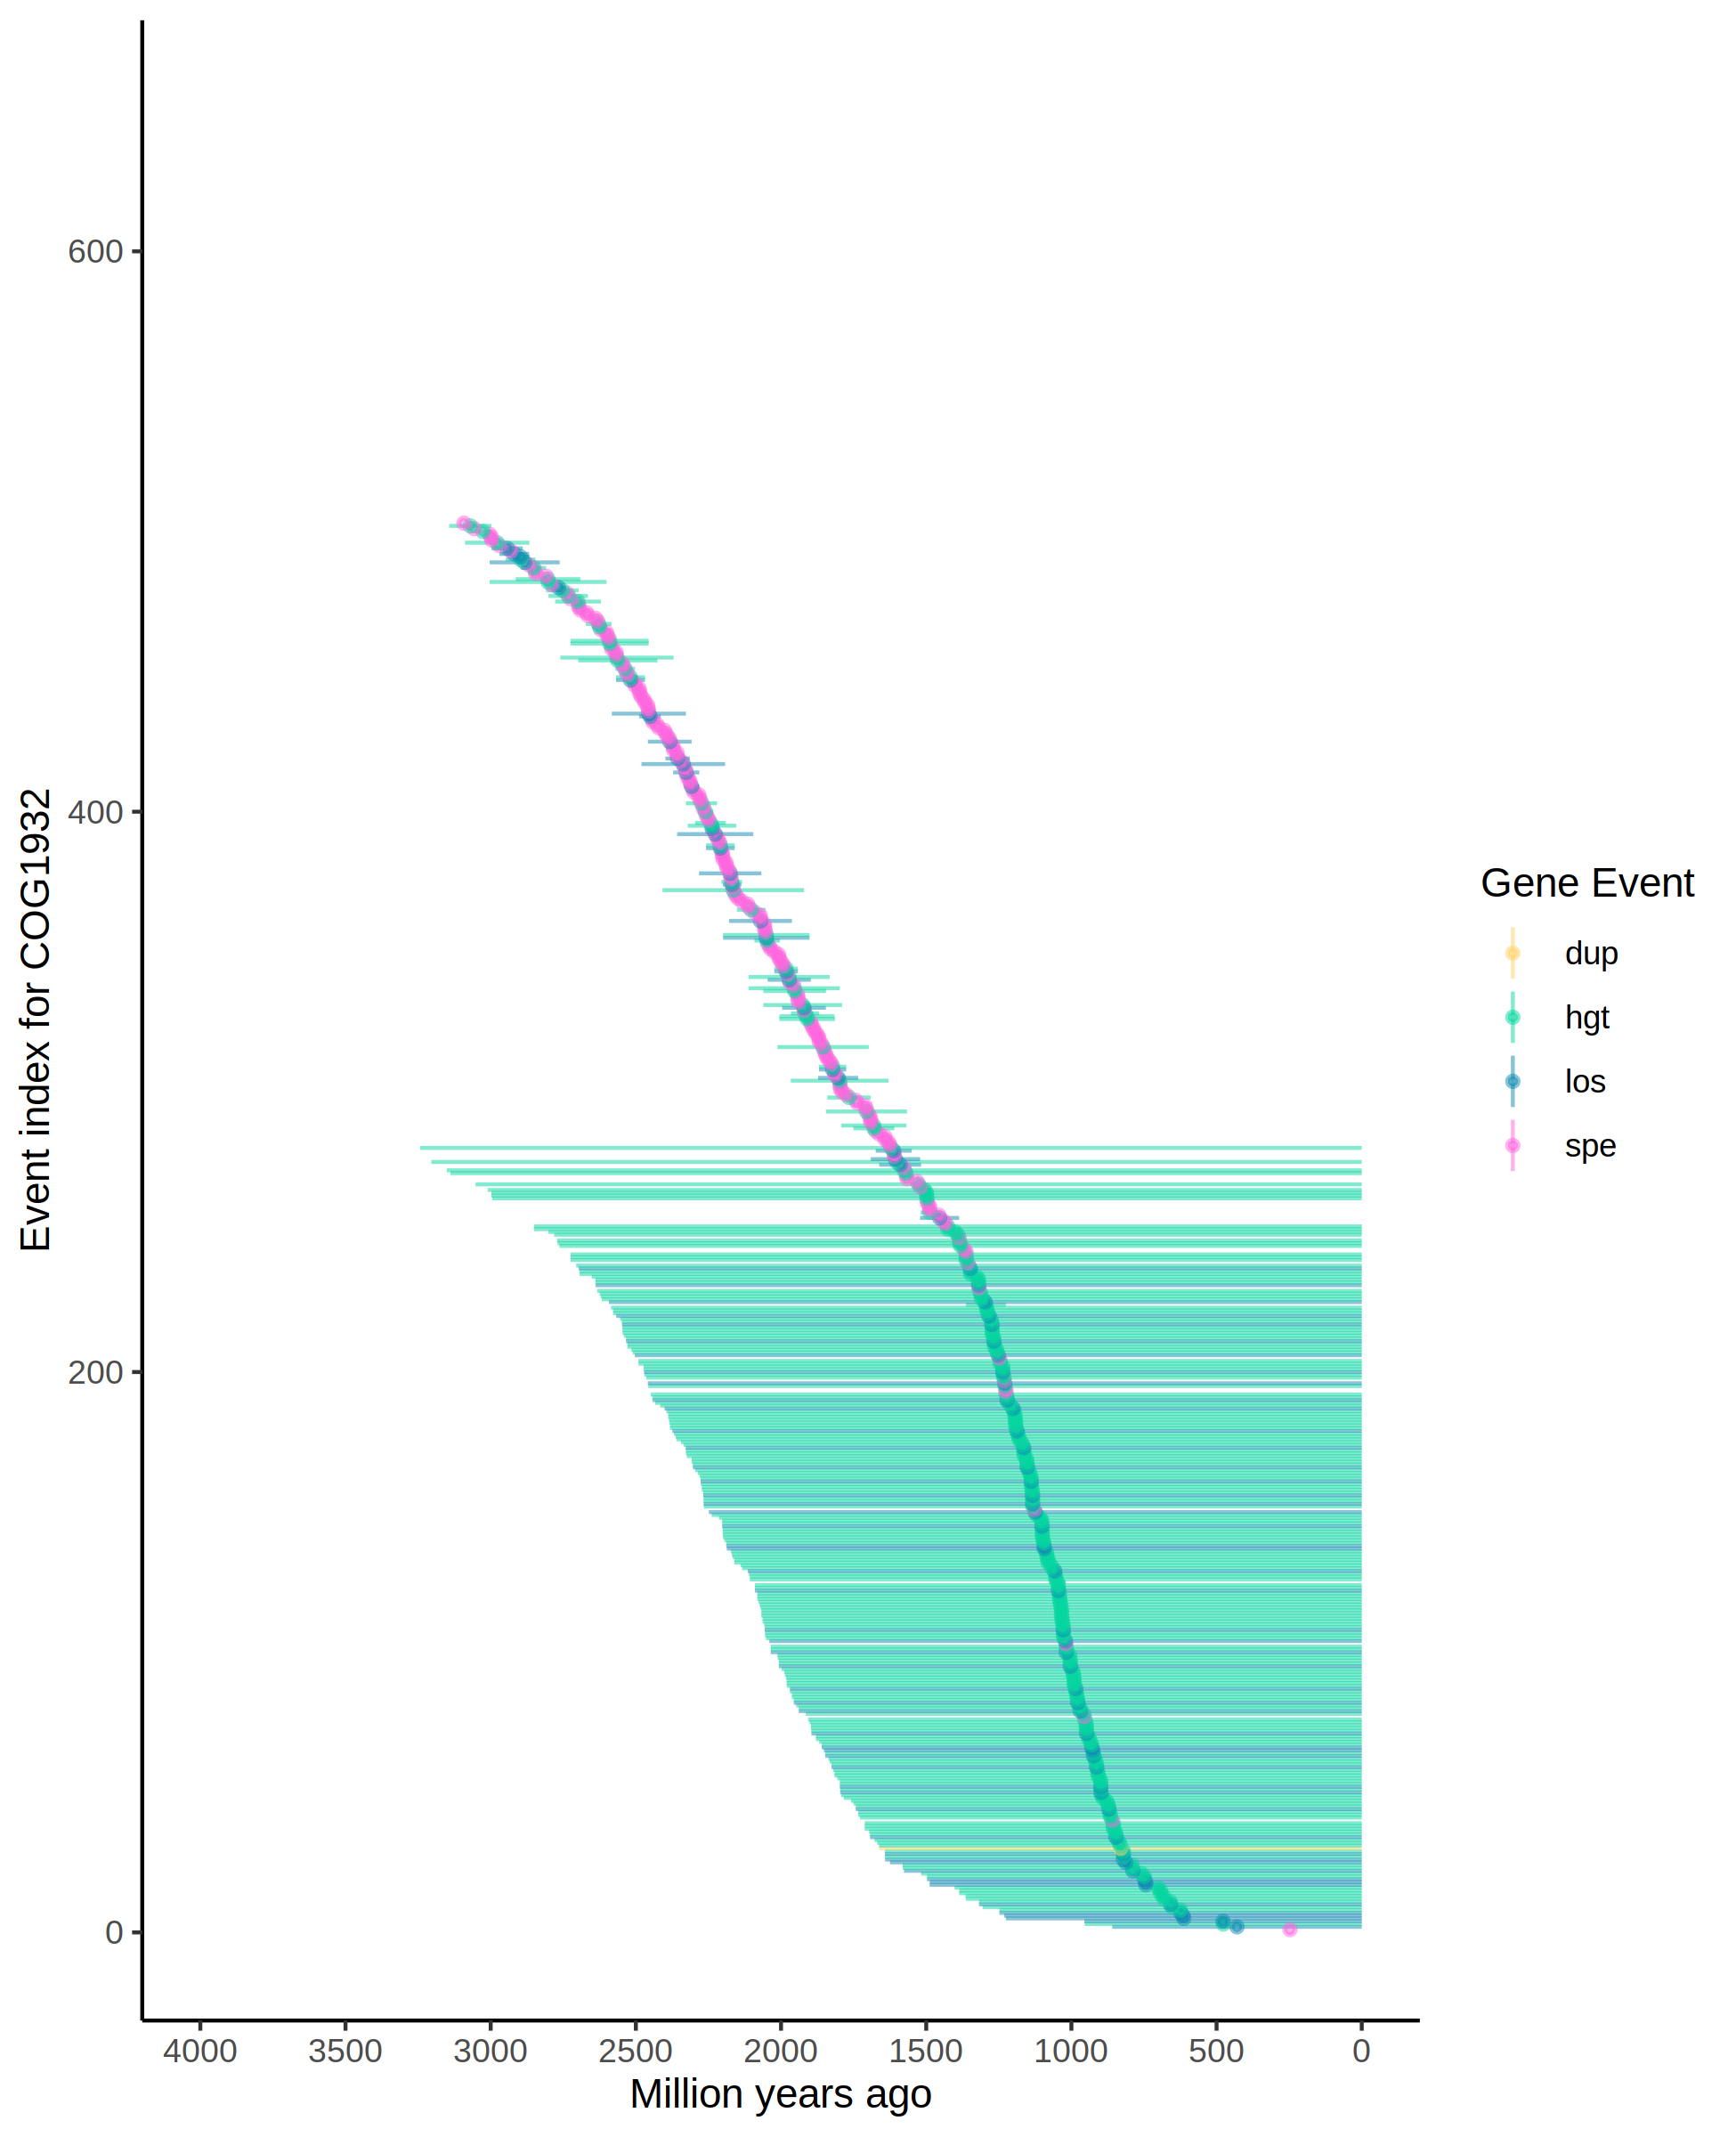 600
400
200
0
Event index for COG1932
4000 3500 3000 2500 2000 1500 1000 500 0
Million years ago
Gene Event
dup
hgt
los
spe